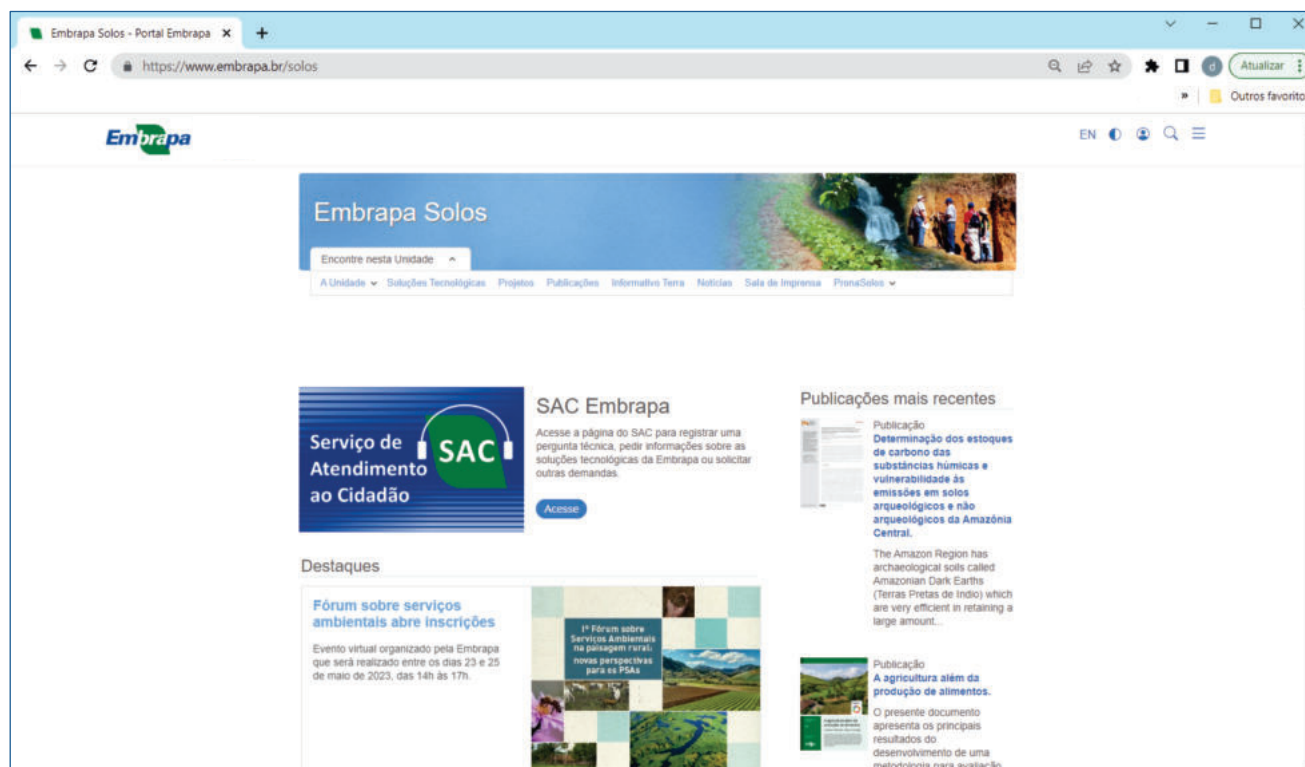 Embrapa Solos - Portal Embrapa
https://www.embrapa.br/solos
d
Atualizar
»
Outros favorito
Embrapa
EN
Embrapa Solos
Encontre nesta Unidade
A Unidade Soluções Tecnológicas Projetos Publicações Informativo Terra Notícias Sala de Imprensa PronaSolos
Serviço de
Atendimento
ao Cidadão
SAC
SAC Embrapa
Acesse a página do SAC para registrar uma
pergunta técnica, pedir informações sobre as
soluções tecnológicas da Embrapa ou solicitar
outras demandas.
Acesse
Destaques
Fórum sobre serviços
ambientais abre inscrições
Evento virtual organizado pela Embrapa
que será realizado entre os dias 23 e 25
de maio de 2023, das 14h às 17h.
1º Fórum sobre
Serviços Ambientais
na paisagem rural:
novas perspectivas
para os PSAs
Publicações mais recentes
Publicação
Determinação dos estoques
de carbono das
substâncias húmicas e
vulnerabilidade às
emissões em solos
arqueológicos e não
arqueológicos da Amazônia
Central.
The Amazon Region has
archaeological soils called
Amazonian Dark Earths
(Terras Pretas de Indio) which
are very efficient in retaining a
large amount...
Publicação
A agricultura além da
produção de alimentos.
O presente documento
apresenta os principais
resultados do
desenvolvimento de uma
metodologia para avaliação